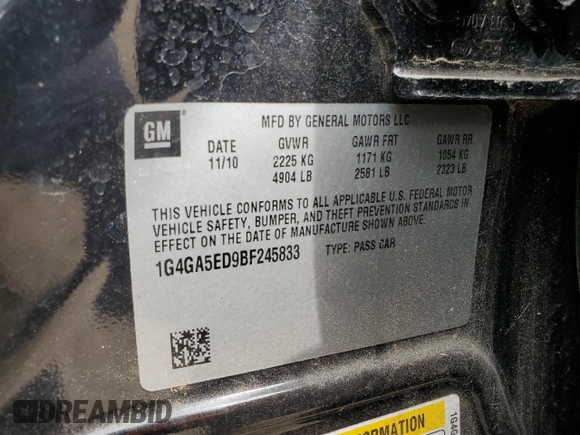 GM
MFD BY GENERAL MOTORS LLC
DATE GVWR GAWR FRT GAWR RR
11/10 2225 KG 1171 KG 1054 KG
4904 LB 2581 LB 2323 LB
THIS VEHICLE CONFORMS TO ALL APPLICABLE U.S. FEDERAL MOTOR
VEHICLE SAFETY, BUMPER, AND THEFT PREVENTION STANDARDS IN
EFFECT ON THE DATE OF MANUFACTURE SHOWN ABOVE.
1G4GA5ED9BF245833 TYPE: PASS CAR
DREAMBID